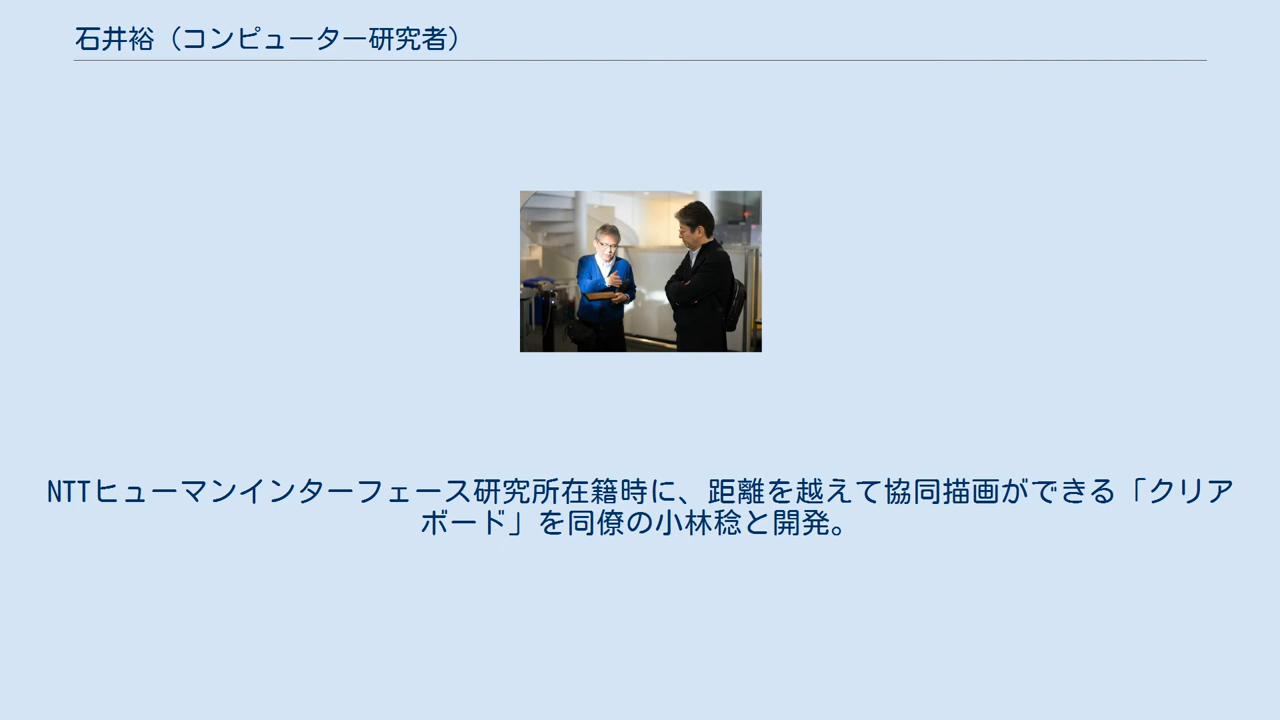 石井裕（コンピューター研究者）
NTTヒューマンインターフェース研究所在籍時に、距離を越えて協同描画ができる「クリア
ボード」を同僚の小林稔と開発。